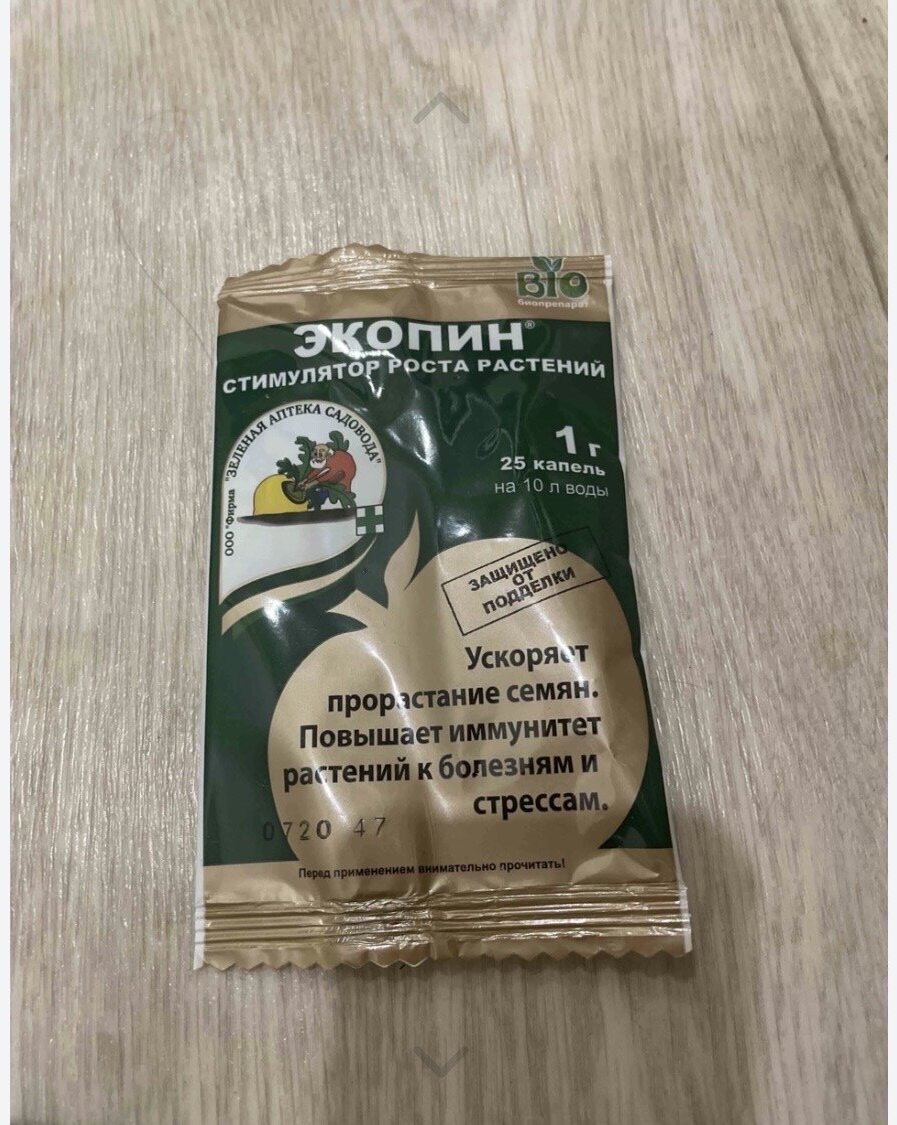 BIO
биопрепарат
ЭКОПИН®
СТИМУЛЯТОР РОСТА РАСТЕНИЙ
ООО "Фирма "ЗЕЛЕНАЯ АПТЕКА САДОВОДА"
1 г
25 капель
на 10 л воды
ЗАЩИЩЕНО
ОТ
ПОДДЕЛКИ
Ускоряет
прорастание семян.
Повышает иммунитет
растений к болезням и
стрессам.
0720 47
Перед применением внимательно прочитать!